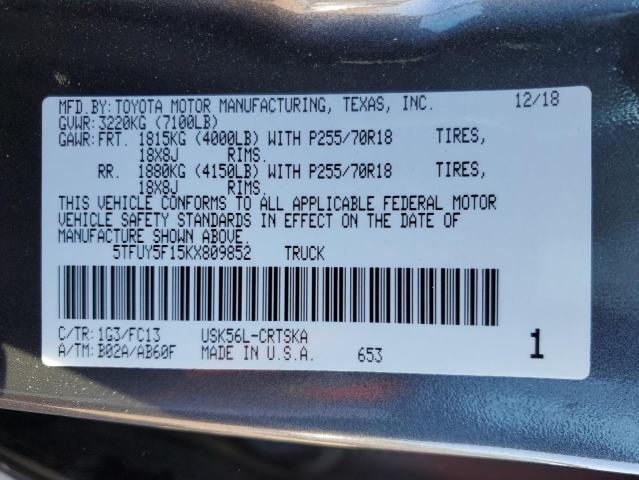 MFD.BY:TOYOTA MOTOR MANUFACTURING, TEXAS, INC. 12/18
GVWR:3220KG (7100LB)
GAWR:FRT. 1815KG (4000LB) WITH P255/70R18 TIRES,
18X8J RIMS.
RR. 1880KG (4150LB) WITH P255/70R18 TIRES,
18X8J RIMS.
THIS VEHICLE CONFORMS TO ALL APPLICABLE FEDERAL MOTOR
VEHICLE SAFETY STANDARDS IN EFFECT ON THE DATE OF
MANUFACTURE SHOWN ABOVE.
5TFUY5F15KX809852 TRUCK
C/TR:1G3/FC13 USK56L-CRTSKA
A/TM:B02A/AB60F MADE IN U.S.A. 653 1